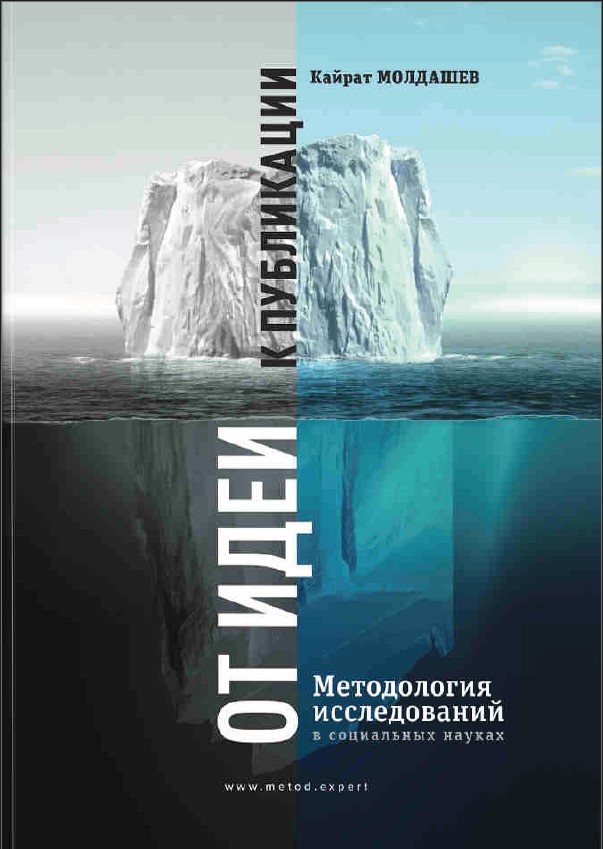 Кайрат МОЛДАШЕВ
ОТ ИДЕИ
К ПУБЛИКАЦИИ
Методология
исследований
в социальных науках
www.metod.expert